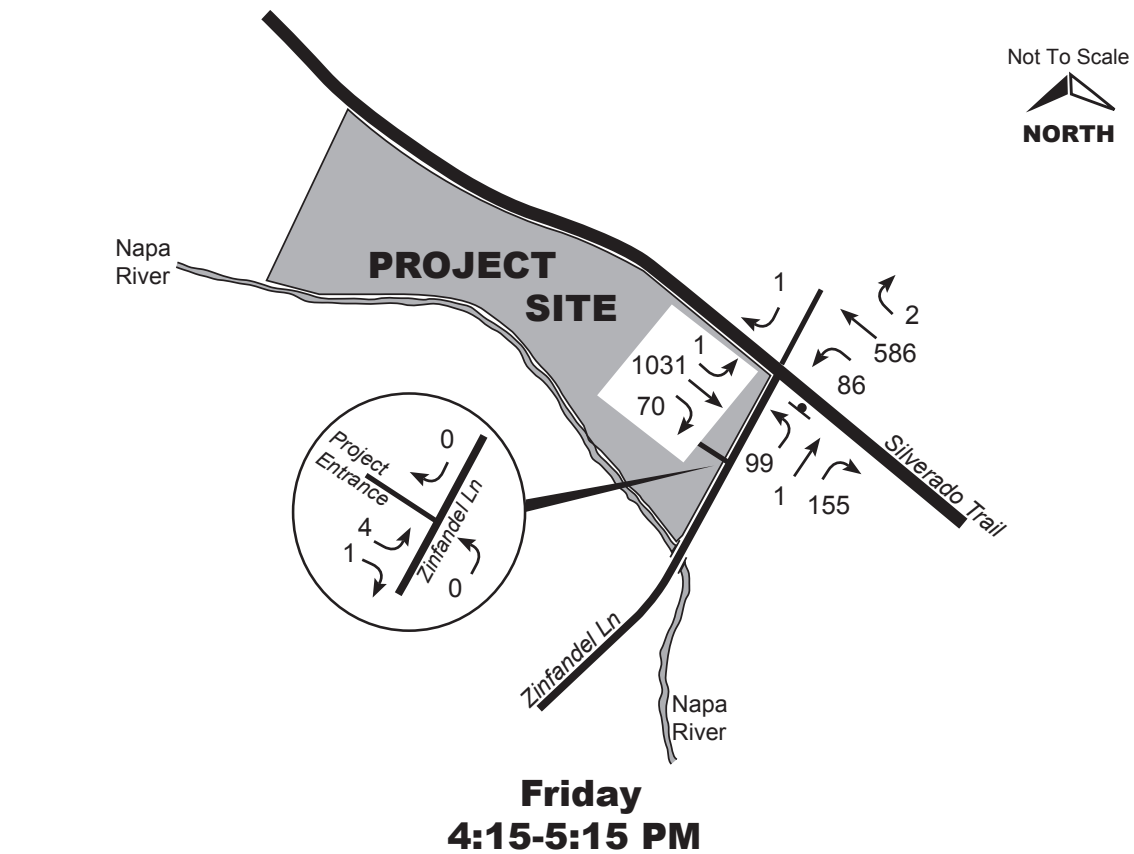 Not To Scale
NORTH
Napa
River
PROJECT
SITE
1
2
586
86
1
1031
70
99
1
155
Silverado Trail
Project
Entrance
0
4
1
0
Zinfandel Ln
Zinfandel Ln
Napa
River
Friday
4:15-5:15 PM